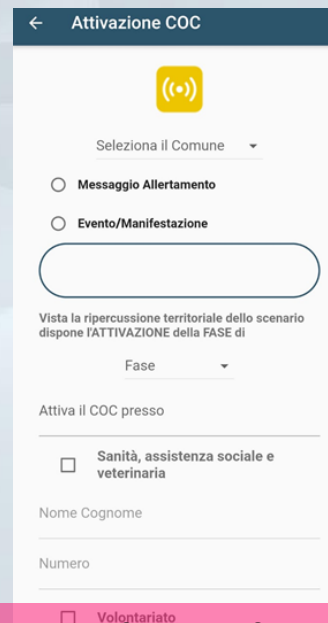 Attivazione COC
Seleziona il Comune
Messaggio Allertamento
Evento/Manifestazione
Vista la ripercussione territoriale dello scenario
dispone l'ATTIVAZIONE della FASE di
Fase
Attiva il COC presso
Sanità, assistenza sociale e
veterinaria
Nome Cognome
Numero
Volontariato